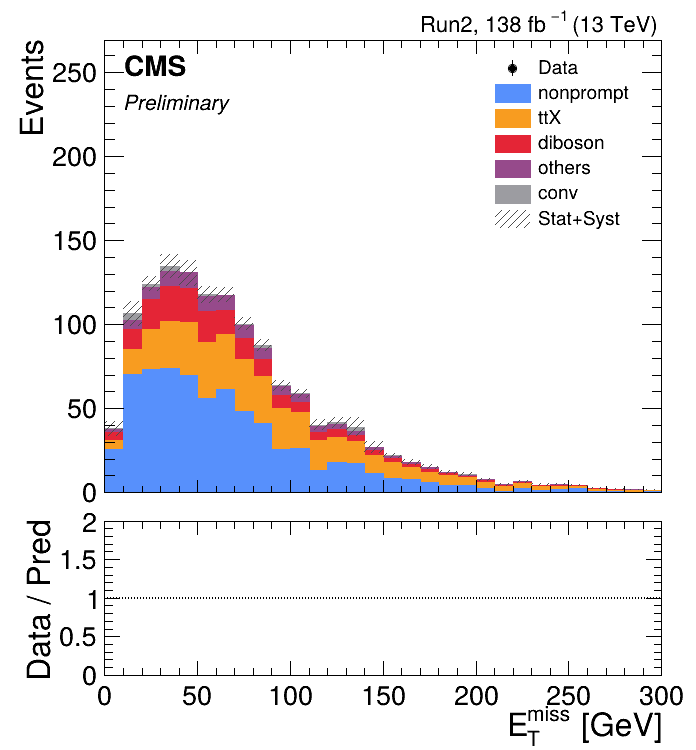 Run2, 138 fb⁻¹ (13 TeV)
CMS
Preliminary
Data
nonprompt
ttX
diboson
others
conv
Stat+Syst
Events
250
200
150
100
50
0
Data / Pred
2
1.5
1
0.5
0
0 50 100 150 200 250 300
E_T^miss [GeV]